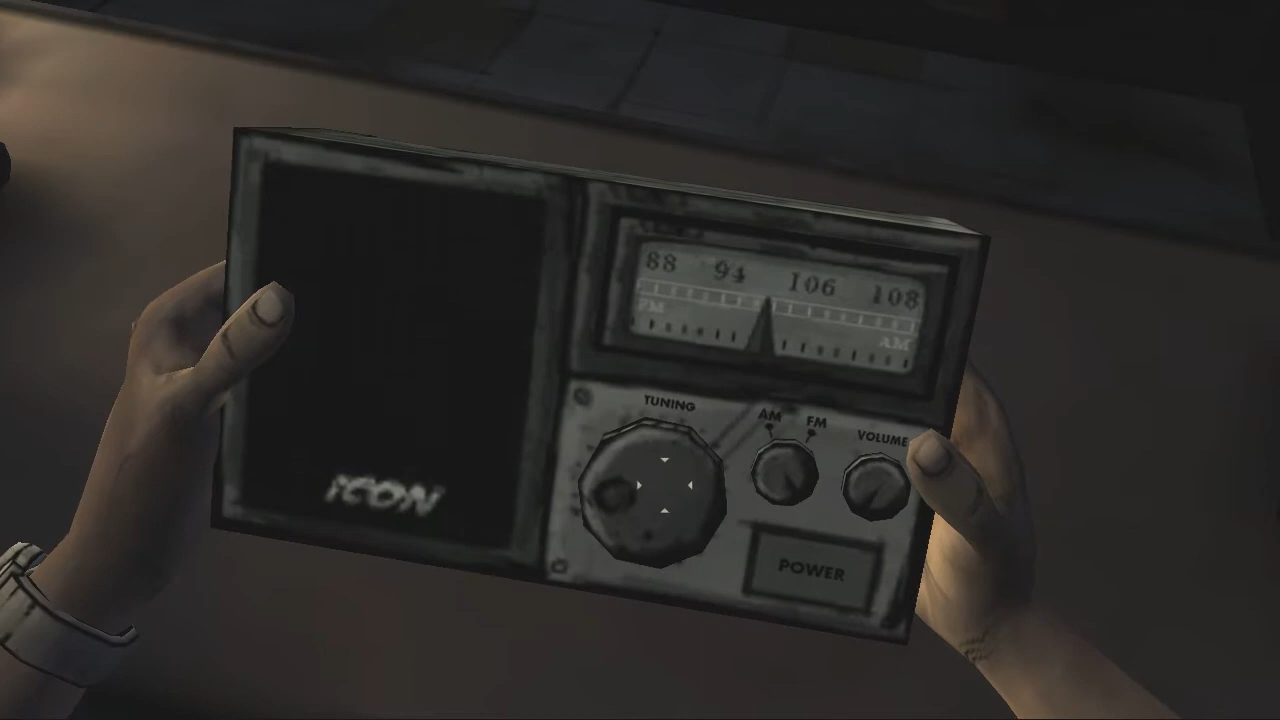 88 94 106 108
FM
AM
TUNING
AM FM
VOLUME
POWER
iCON